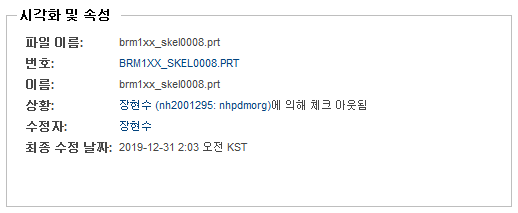 시각화 및 속성
파일 이름: brm1xx_skel0008.prt
번호: BRM1XX_SKEL0008.PRT
이름: brm1xx_skel0008.prt
상황: 장현수 (nh2001295: nhpdmorg)에 의해 체크 아웃됨
수정자: 장현수
최종 수정 날짜: 2019-12-31 2:03 오전 KST